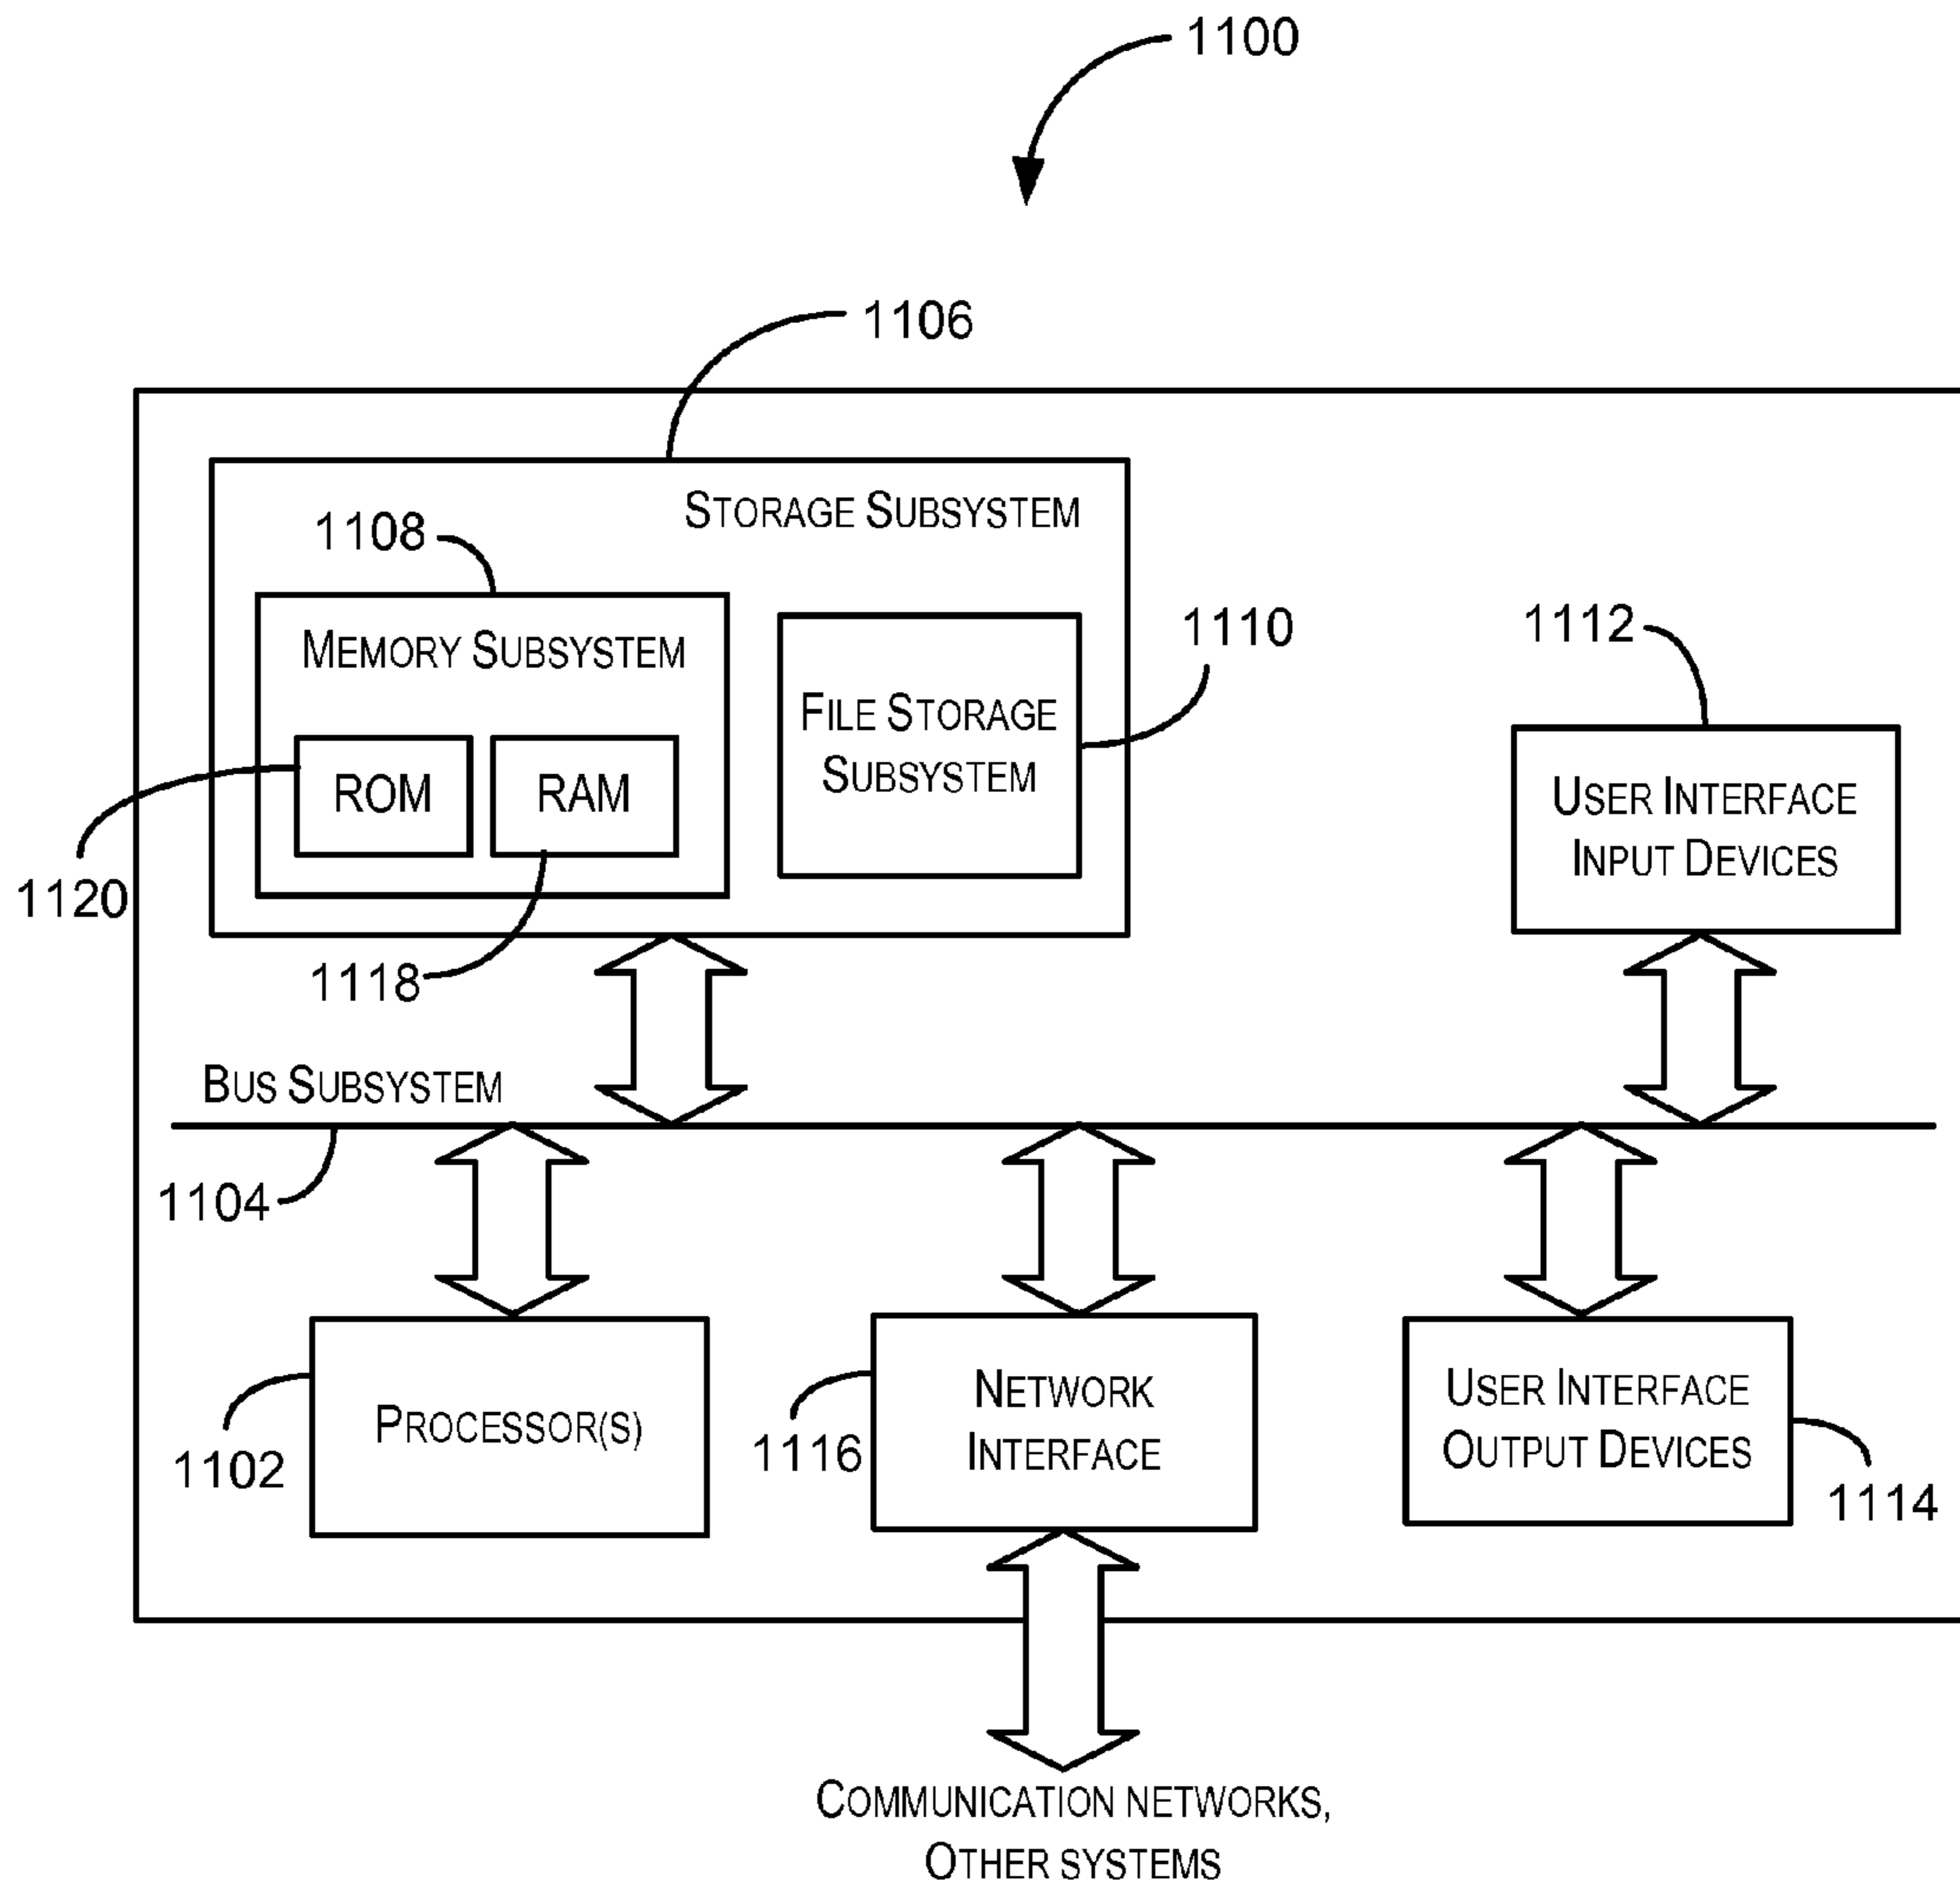 1100
1106
STORAGE SUBSYSTEM
1108
MEMORY SUBSYSTEM
1110
1112
FILE STORAGE
SUBSYSTEM
ROM
RAM
USER INTERFACE
INPUT DEVICES
1120
1118
BUS SUBSYSTEM
1104
PROCESSOR(S)
1102
NETWORK
INTERFACE
1116
USER INTERFACE
OUTPUT DEVICES
1114
COMMUNICATION NETWORKS,
OTHER SYSTEMS